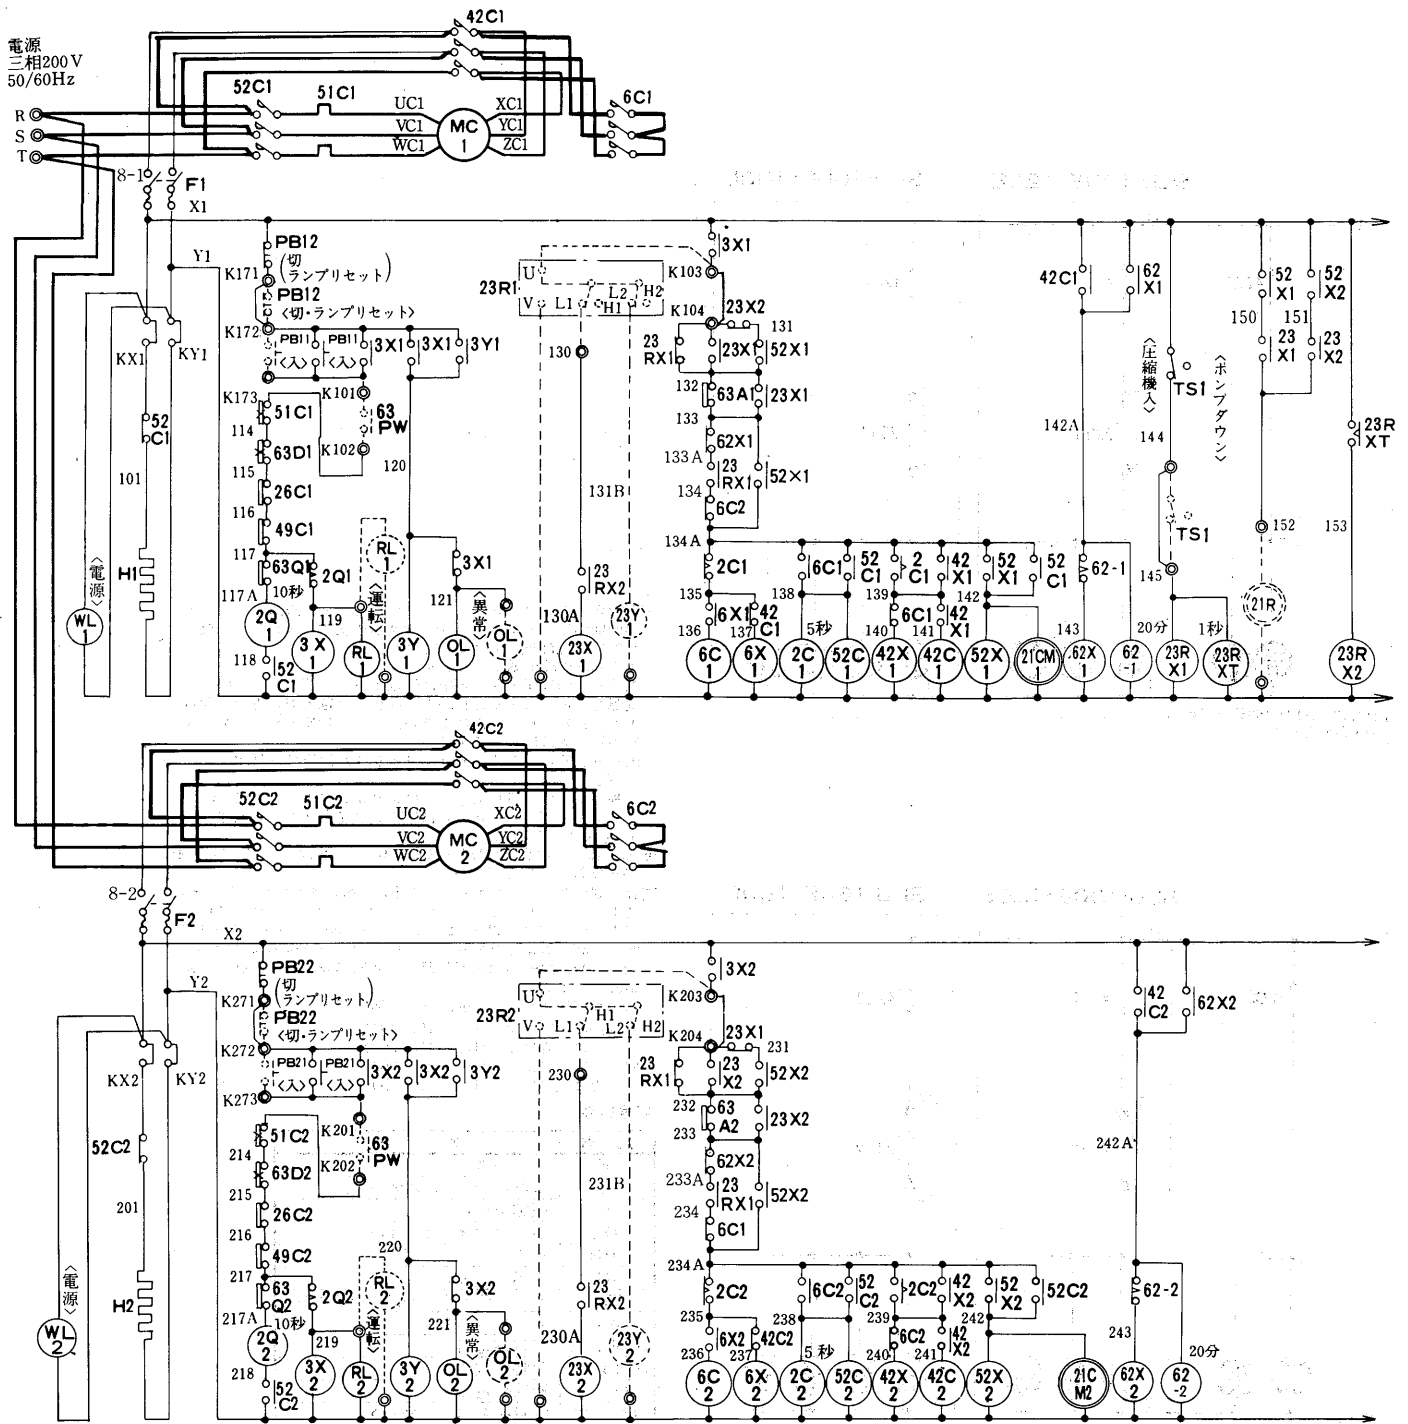 電源
三相200V
50/60Hz
42C1
52C1
51C1
6C1
R
S
T
UC1
VC1
WC1
MC
1
XC1
YC1
ZC1
8-1
F1
X1
Y1
K171
PB12
(切
ランプリセット)
PB12
〈切・ランプリセット〉
K172
PB11
〈入〉
PB11
〈入〉
3X1
3X1
3Y1
K173
K101
63
PW
K102
51C1
114
63D1
115
26C1
116
49C1
117
63Q1
10秒
2Q1
117A
2Q
1
118
52
C1
119
3X
1
RL
1
RL
1
〈運転〉
120
3Y
1
3X1
121
〈異常〉
OL
1
OL
1
KX1
KY1
52
C1
101
H1
〈電源〉
WL
1
23R1
U
V
L1
L2
H1
H2
130
131B
23
RX2
130A
23X
1
23Y
1
3X1
K103
K104
23X2
131
23
RX1
23X1
52X1
132
63A1
23X1
133
62X1
133A
23
RX1
52X1
134
6C2
134A
2C1
135
6X1
42
C1
136
137
6C
1
6X
1
6C1
138
5秒
2C
1
52
C1
52C
1
2
C1
139
6C1
140
42X
1
42
X1
42
X1
141
42C
1
52
X1
142
52X
1
52
C1
21CM
1
42C1
62
X1
142A
62-1
143
62X
1
20分
62
-1
〈圧縮機入〉
TS1
〈ポンプダウン〉
144
TS1
145
23R
X1
1秒
23R
XT
52
X1
52
X2
150
151
23
X1
23
X2
152
21R
23R
XT
153
23R
X2
42C2
52C2
51C2
6C2
UC2
VC2
WC2
MC
2
XC2
YC2
ZC2
8-2
F2
X2
Y2
K271
PB22
(切
ランプリセット)
PB22
〈切・ランプリセット〉
K272
PB21
〈入〉
PB21
〈入〉
3X2
3X2
3Y2
K273
K201
63
PW
K202
51C2
214
63D2
215
26C2
216
49C2
217
63
Q2
10秒
2Q2
217A
2Q
2
218
52
C2
219
3X
2
RL
2
RL
2
〈運転〉
220
3Y
2
3X2
221
〈異常〉
OL
2
OL
2
KX2
KY2
52C2
201
H2
〈電源〉
WL
2
23R2
U
V
L1
H1
L2
H2
230
231B
23
RX2
230A
23X
2
23Y
2
3X2
K203
K204
23X1
231
23
RX1
23
X2
52X2
232
63
A2
23X2
233
62X2
233A
23
RX1
52X2
234
6C1
234A
2C2
235
6X2
42C2
236
237
6C
2
6X
2
6C2
238
5秒
2C
2
52
C2
52C
2
2C2
239
6C2
240
42X
2
42
X2
42
X2
241
42C
2
52
X2
242
52X
2
52C2
21C
M2
42
C2
62X2
242A
62-2
243
62X
2
20分
62
-2